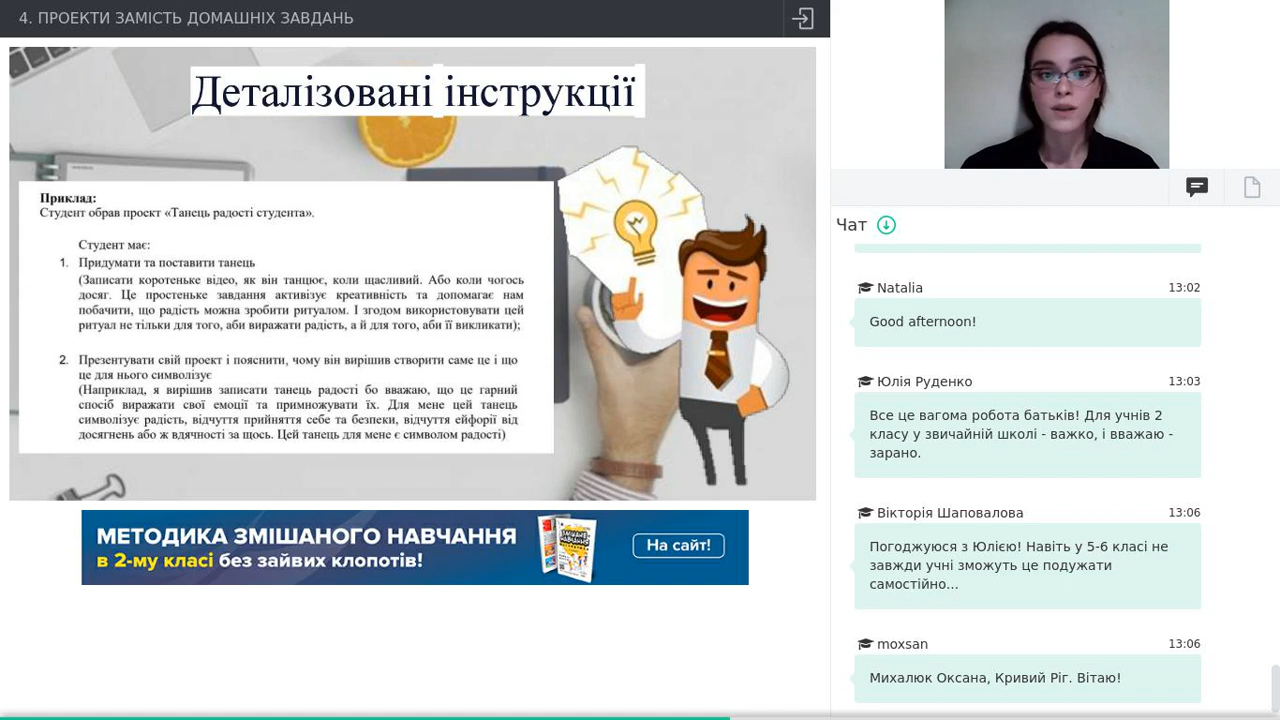 4. ПРОЕКТИ ЗАМІСТЬ ДОМАШНІХ ЗАВДАНЬ
Деталізовані інструкції
Приклад:
Студент обрав проект «Танець радості студента».
Студент має:
1. Придумати та поставити танець
(Записати коротеньке відео, як він танцює, коли щасливий. Або коли чогось
досяг. Це простеньке завдання активізує креативність та допомагає нам
побачити, що радість можна зробити ритуалом. І згодом використовувати цей
ритуал не тільки для того, аби виражати радість, а й для того, аби її викликати);
2. Презентувати свій проект і пояснити, чому він вирішив створити саме це і що
це для нього символізує
(Наприклад, я вирішив записати танець радості бо вважаю, що це гарний
спосіб виражати свої емоції та примножувати їх. Для мене цей танець
символізує радість, відчуття прийняття себе та безпеки, відчуття ейфорії від
досягнень або ж вдячності за щось. Цей танець для мене є символом радості)
МЕТОДИКА ЗМІШАНОГО НАВЧАННЯ
в 2-му класі без зайвих клопотів!
На сайт!
Чат
Natalia 13:02
Good afternoon!
Юлія Руденко 13:03
Все це вагома робота батьків! Для учнів 2
класу у звичайній школі - важко, і вважаю -
зарано.
Вікторія Шаповалова 13:06
Погоджуюся з Юлією! Навіть у 5-6 класі не
завжди учні зможуть це подужати
самостійно...
moxsan 13:06
Михалюк Оксана, Кривий Ріг. Вітаю!